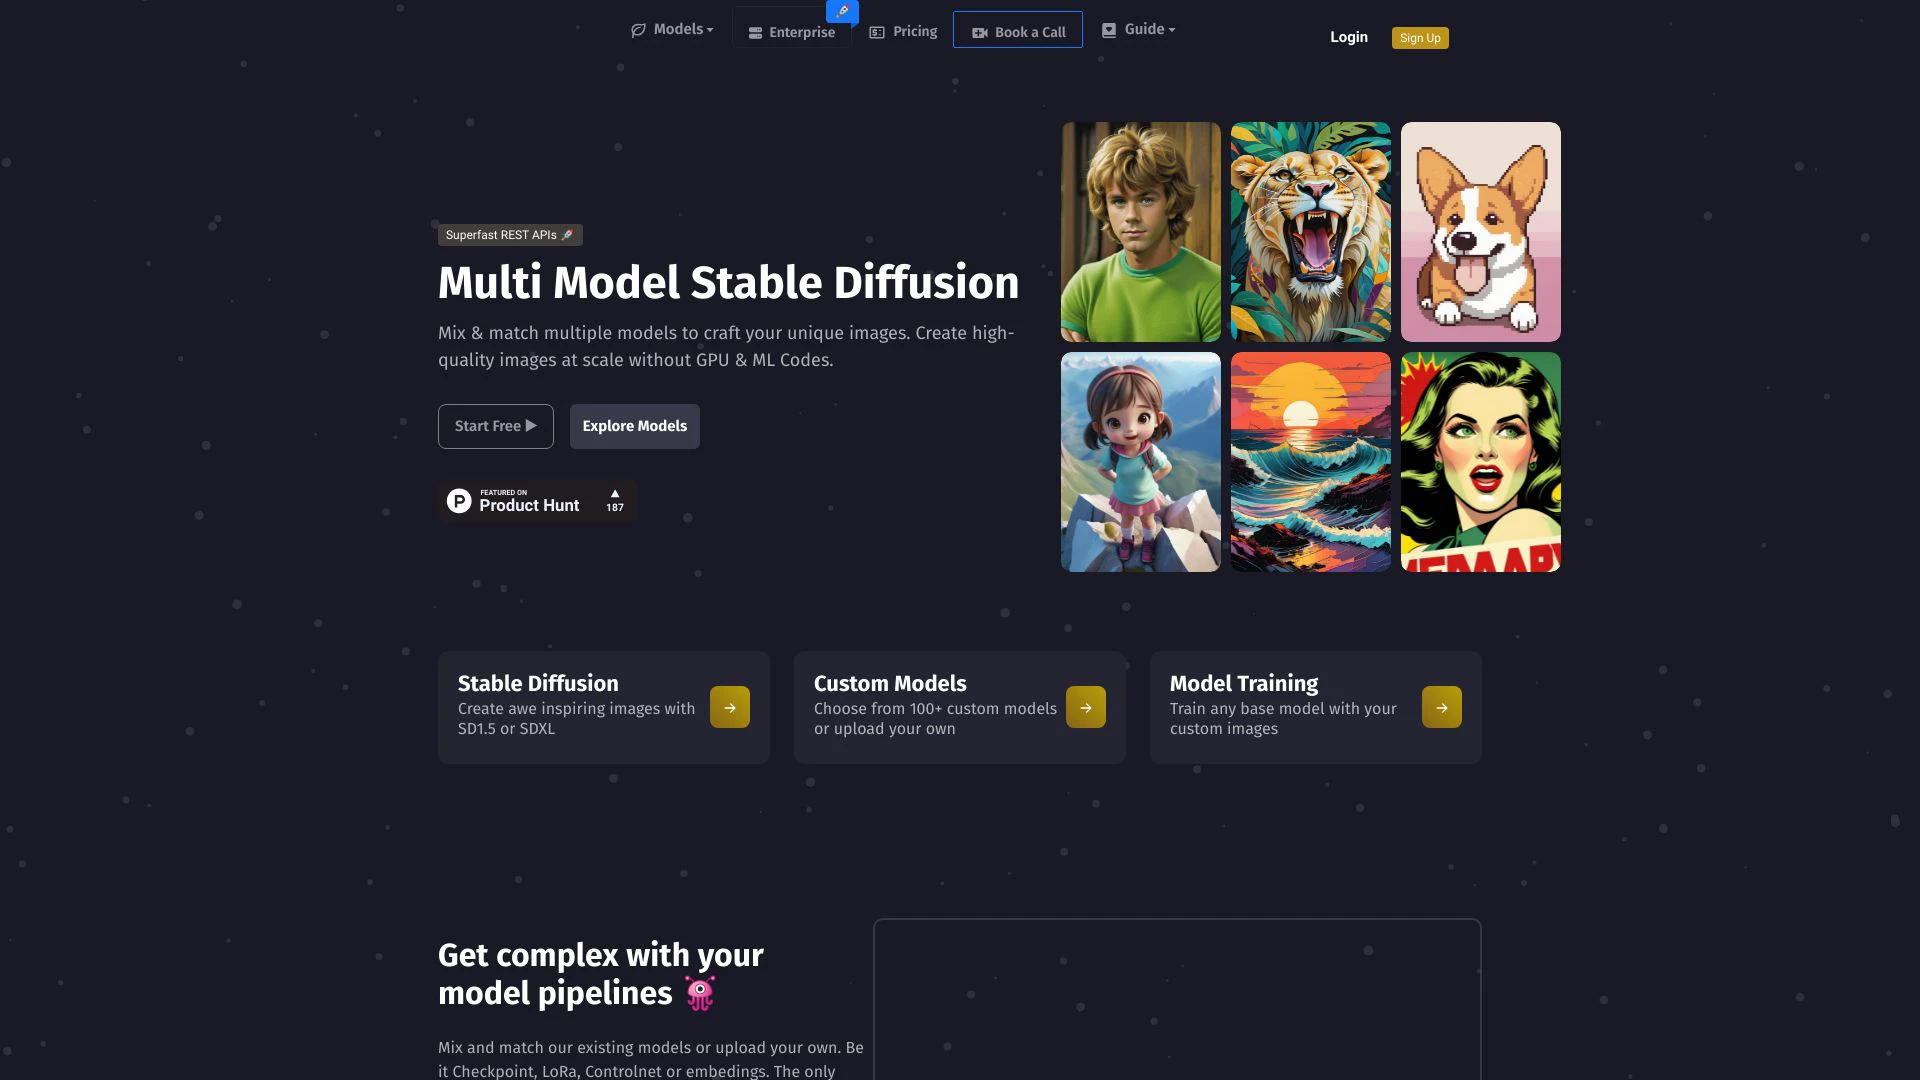 Models
Enterprise
Pricing
Book a Call
Guide
Login
Sign Up
Superfast REST APIs 🚀
Multi Model Stable Diffusion
Mix & match multiple models to craft your unique images. Create high-
quality images at scale without GPU & ML Codes.
Start Free ▶
Explore Models
FEATURED ON
Product Hunt
▲
187
Stable Diffusion
Create awe inspiring images with
SD1.5 or SDXL
→
Custom Models
Choose from 100+ custom models
or upload your own
→
Model Training
Train any base model with your
custom images
→
Get complex with your
model pipelines
Mix and match our existing models or upload your own. Be
it Checkpoint, LoRa, Controlnet or embedings. The only